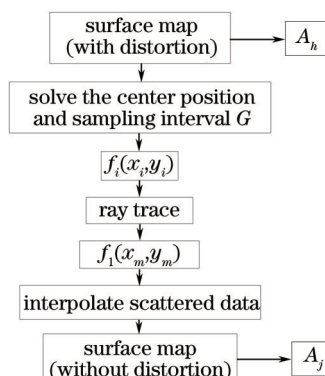 surface map
(with distortion)
A_h
solve the center position
and sampling interval G
f_i(x_i,y_i)
ray trace
f_1(x_m,y_m)
interpolate scattered data
surface map
(without distortion)
A_j